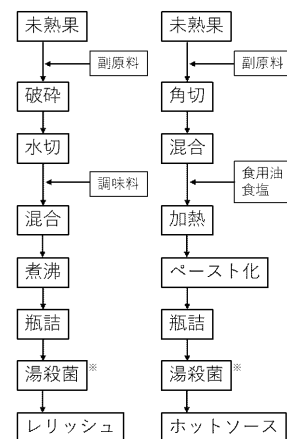 未熟果
副原料
破砕
水切
調味料
混合
煮沸
瓶詰
湯殺菌※
レリッシュ
未熟果
副原料
角切
混合
食用油
食塩
加熱
ペースト化
瓶詰
湯殺菌※
ホットソース